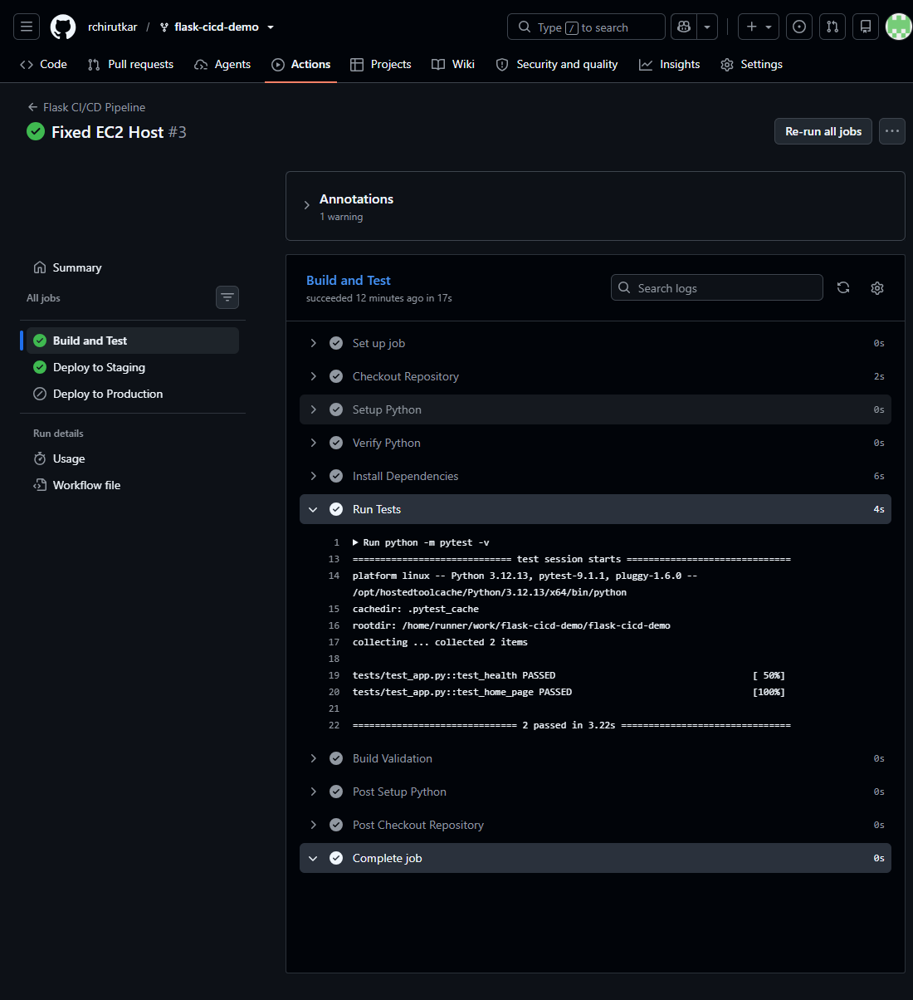 rchirutkar / flask-cicd-demo
Type / to search
Code Pull requests Agents Actions Projects Wiki Security and quality Insights Settings
Flask CI/CD Pipeline
Fixed EC2 Host #3
Re-run all jobs
Annotations
1 warning
Summary
All jobs
Build and Test
Deploy to Staging
Deploy to Production
Run details
Usage
Workflow file
Build and Test
succeeded 12 minutes ago in 17s
Search logs
Set up job 0s
Checkout Repository 2s
Setup Python 0s
Verify Python 0s
Install Dependencies 6s
Run Tests 4s
1 Run python -m pytest -v
13 ============================= test session starts ==============================
14 platform linux -- Python 3.12.13, pytest-9.1.1, pluggy-1.6.0 --
/opt/hostedtoolcache/Python/3.12.13/x64/bin/python
15 cachedir: .pytest_cache
16 rootdir: /home/runner/work/flask-cicd-demo/flask-cicd-demo
17 collecting ... collected 2 items
18
19 tests/test_app.py::test_health PASSED [ 50%]
20 tests/test_app.py::test_home_page PASSED [100%]
21
22 ============================== 2 passed in 3.22s ===============================
Build Validation 0s
Post Setup Python 0s
Post Checkout Repository 0s
Complete job 0s